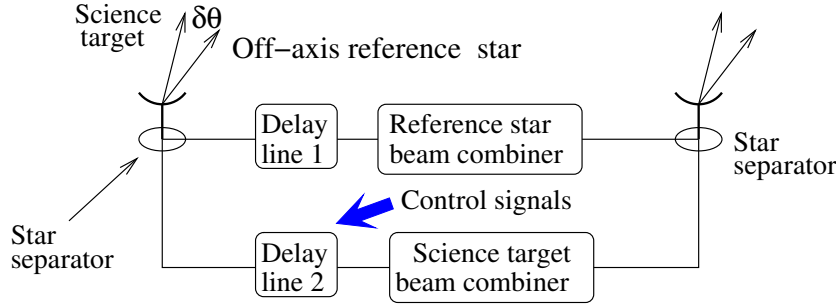 Science
target
δθ
Off-axis reference star
Delay
line 1
Reference star
beam combiner
Star
separator
Control signals
Star
separator
Delay
line 2
Science target
beam combiner